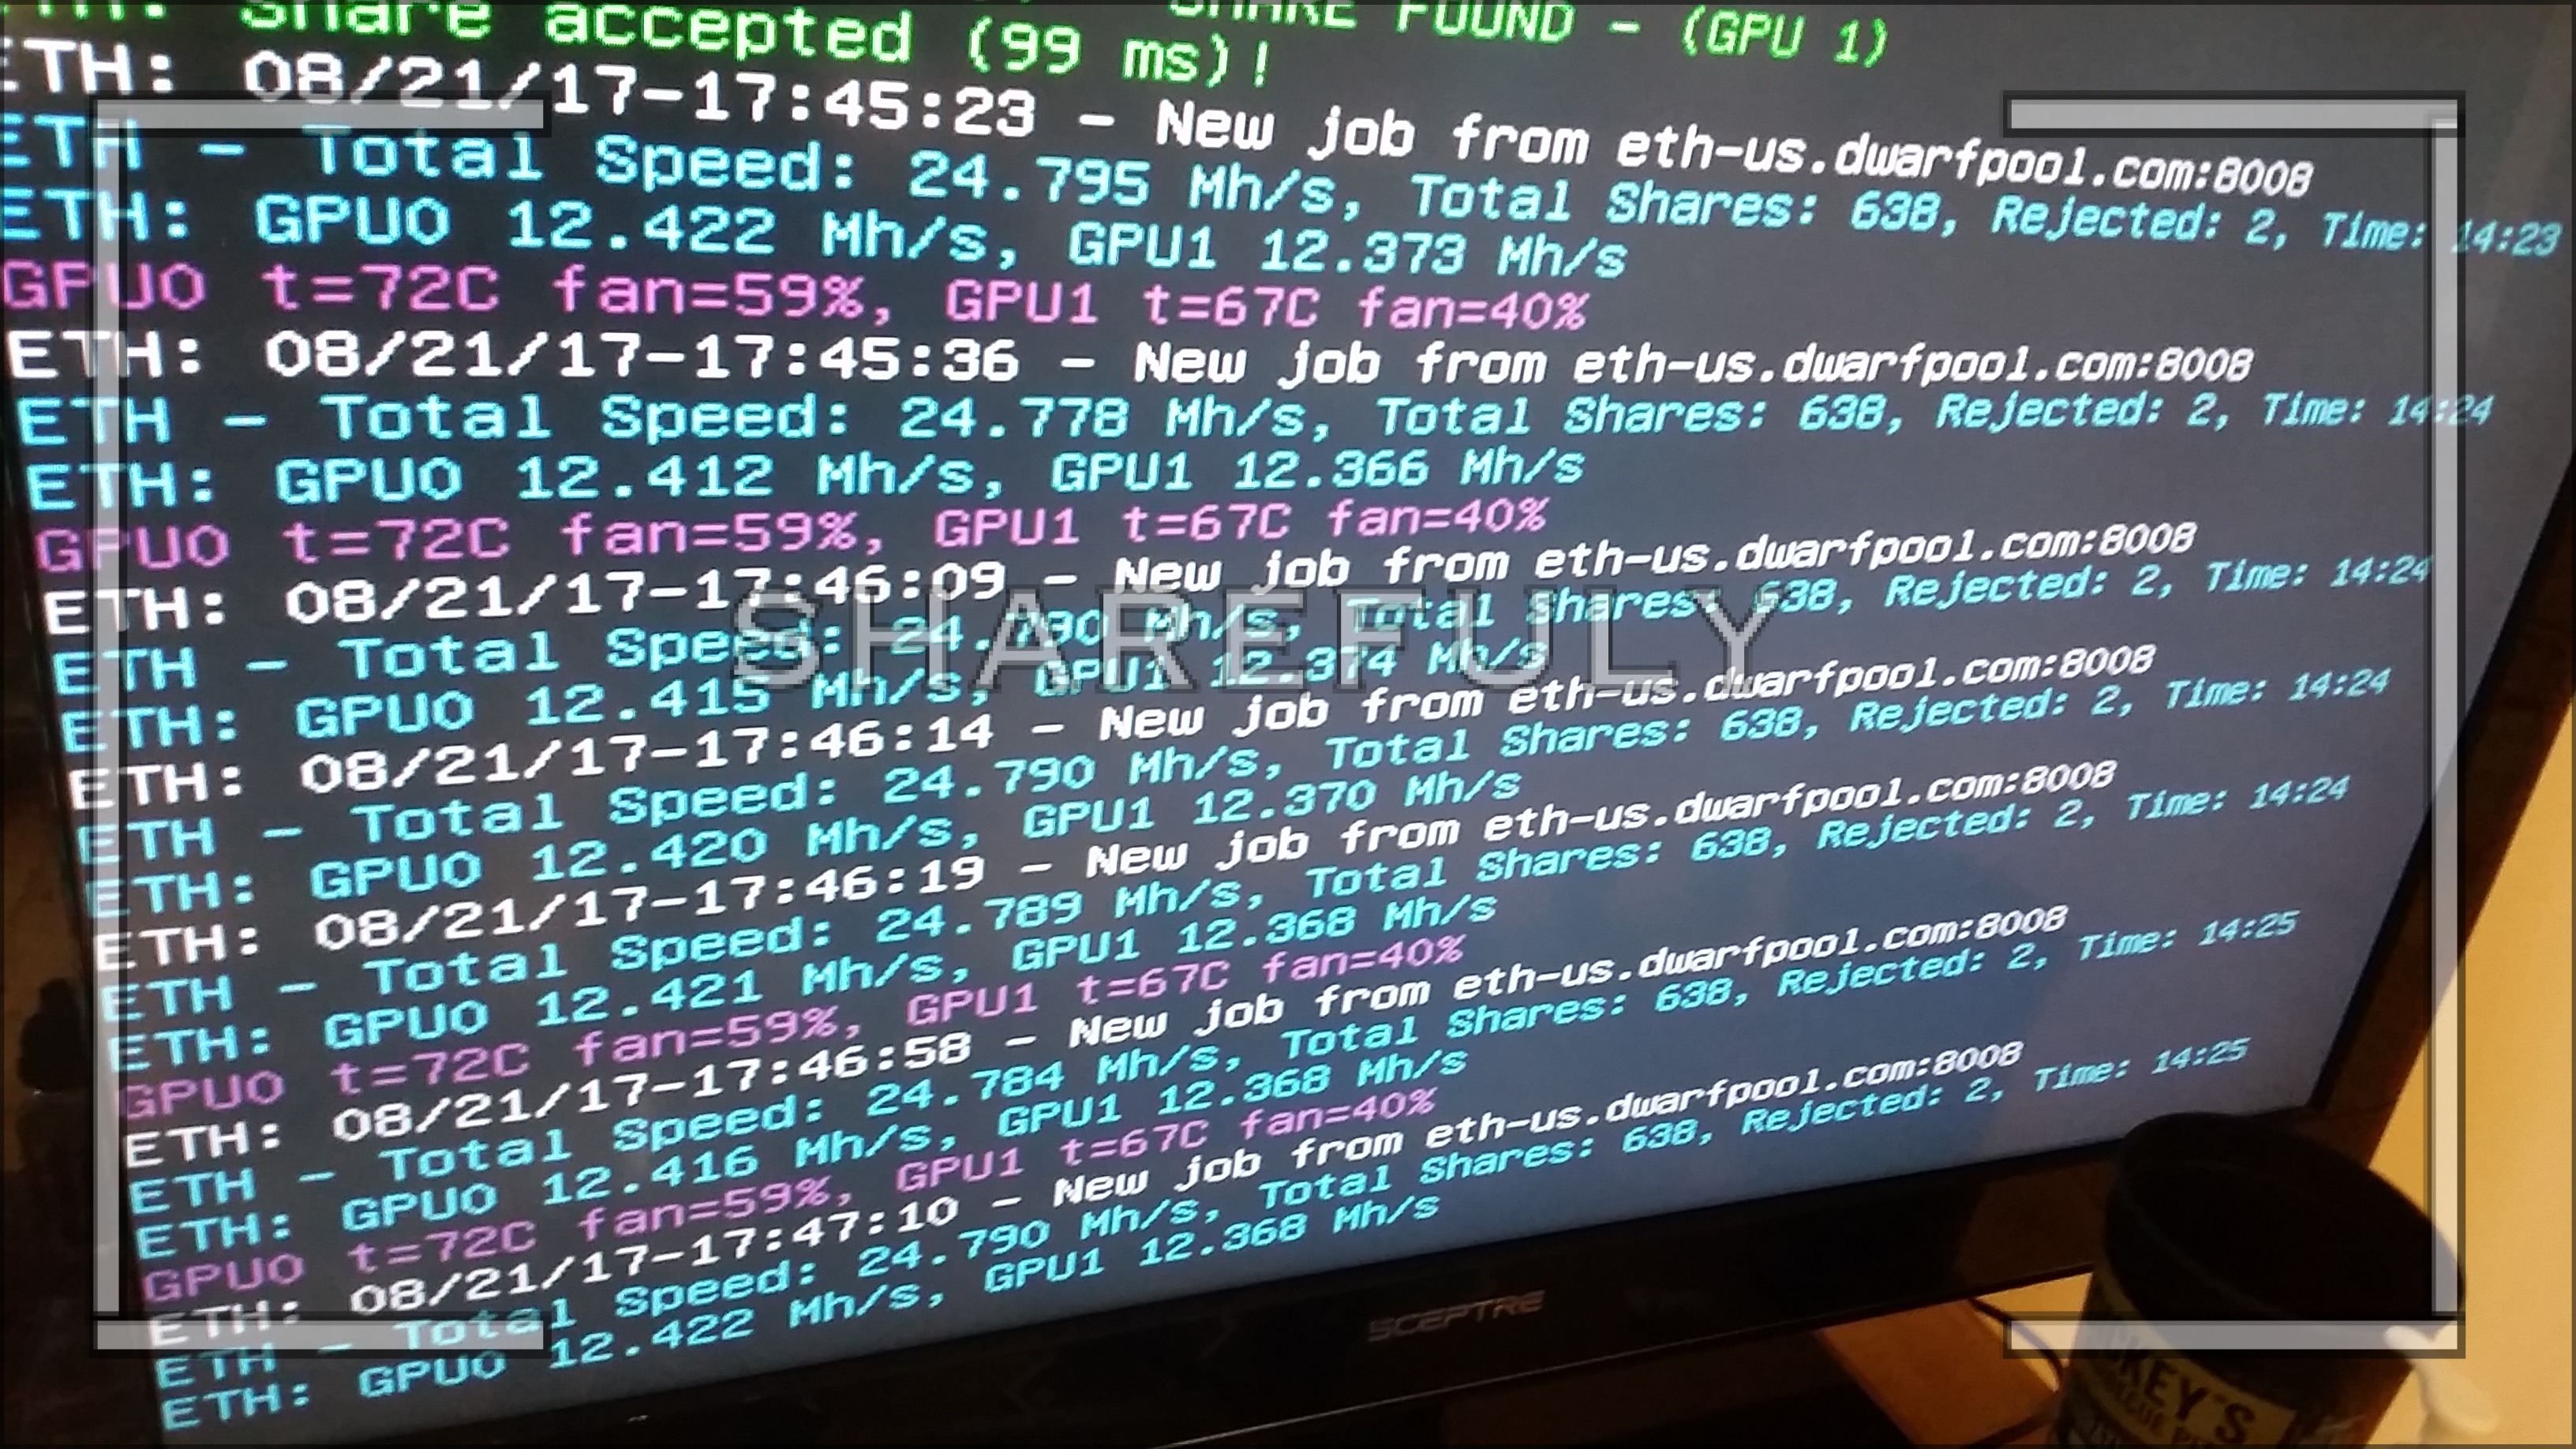 Share accepted (99 ms)!
SHARE FOUND - (GPU 1)
ETH: 08/21/17-17:45:23 - New job from eth-us.dwarfpool.com:8008
ETH - Total Speed: 24.795 Mh/s, Total Shares: 638, Rejected: 2, Time: 14:23
ETH: GPU0 12.422 Mh/s, GPU1 12.373 Mh/s
GPU0 t=72C fan=59%, GPU1 t=67C fan=40%
ETH: 08/21/17-17:45:36 - New job from eth-us.dwarfpool.com:8008
ETH - Total Speed: 24.778 Mh/s, Total Shares: 638, Rejected: 2, Time: 14:24
ETH: GPU0 12.412 Mh/s, GPU1 12.366 Mh/s
GPU0 t=72C fan=59%, GPU1 t=67C fan=40%
ETH: 08/21/17-17:46:09 - New job from eth-us.dwarfpool.com:8008
ETH - Total Speed: 24.790 Mh/s, Total Shares: 638, Rejected: 2, Time: 14:24
ETH: GPU0 12.415 Mh/s, GPU1 12.374 Mh/s
SHAREFULY
ETH: 08/21/17-17:46:14 - New job from eth-us.dwarfpool.com:8008
ETH - Total Speed: 24.790 Mh/s, Total Shares: 638, Rejected: 2, Time: 14:24
ETH: GPU0 12.420 Mh/s, GPU1 12.370 Mh/s
ETH: 08/21/17-17:46:19 - New job from eth-us.dwarfpool.com:8008
ETH - Total Speed: 24.789 Mh/s, Total Shares: 638, Rejected: 2, Time: 14:24
ETH: GPU0 12.421 Mh/s, GPU1 12.368 Mh/s
GPU0 t=72C fan=59%, GPU1 t=67C fan=40%
ETH: 08/21/17-17:46:58 - New job from eth-us.dwarfpool.com:8008
ETH - Total Speed: 24.784 Mh/s, Total Shares: 638, Rejected: 2, Time: 14:25
ETH: GPU0 12.416 Mh/s, GPU1 12.368 Mh/s
GPU0 t=72C fan=59%, GPU1 t=67C fan=40%
ETH: 08/21/17-17:47:10 - New job from eth-us.dwarfpool.com:8008
ETH - Total Speed: 24.790 Mh/s, Total Shares: 638, Rejected: 2, Time: 14:25
ETH: GPU0 12.422 Mh/s, GPU1 12.368 Mh/s
SCEPTRE